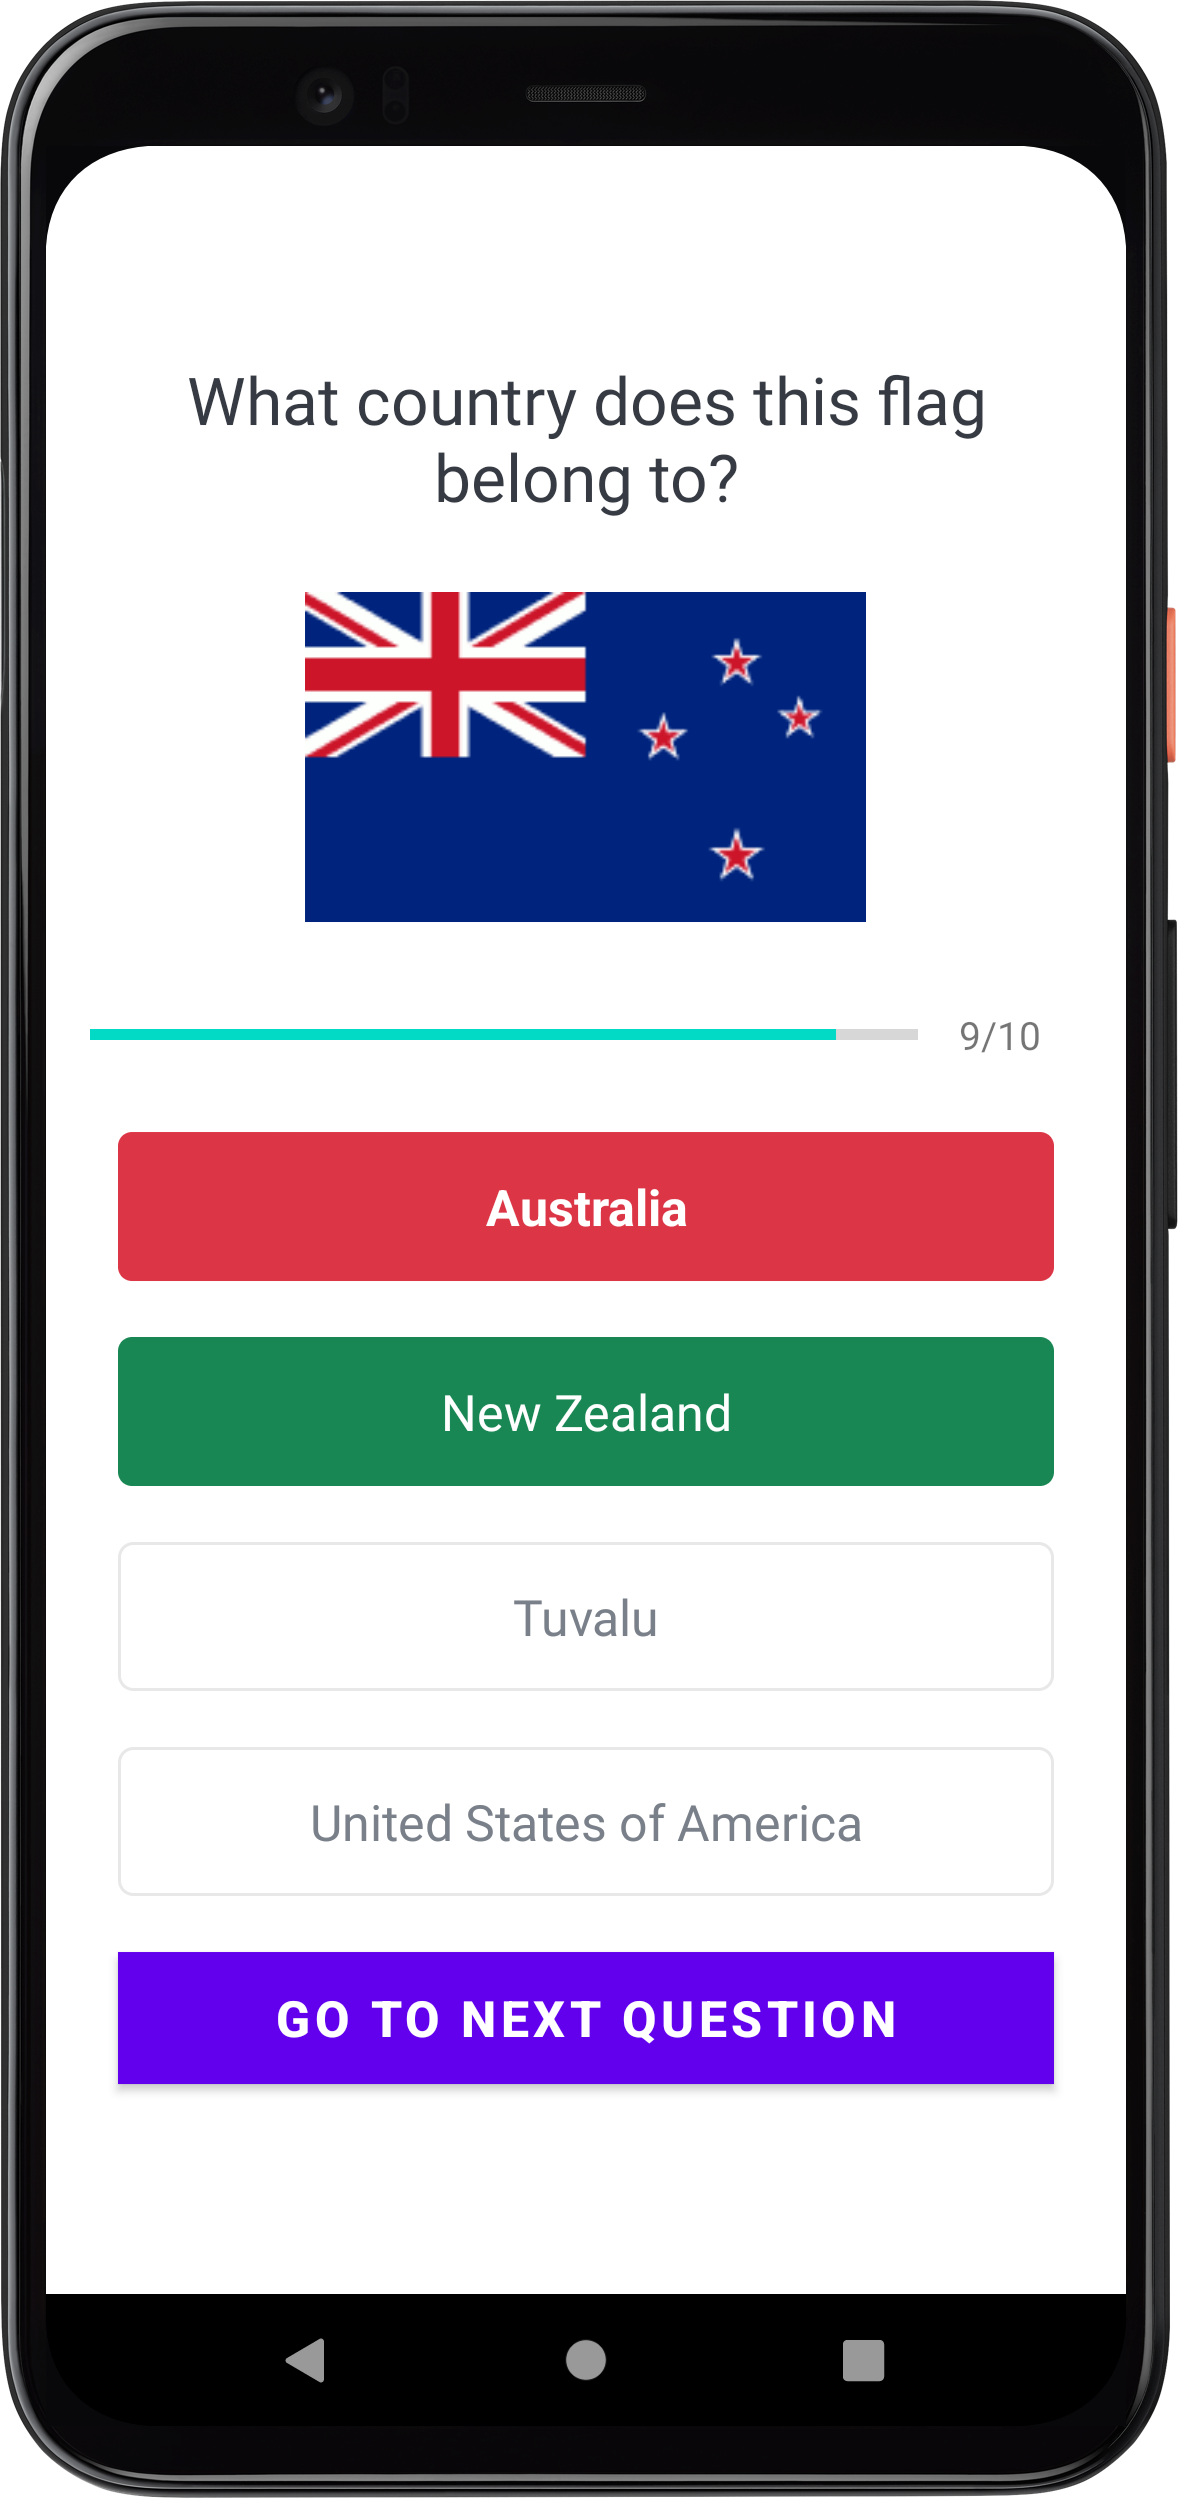 What country does this flag
belong to?
9/10
Australia
New Zealand
Tuvalu
United States of America
GO TO NEXT QUESTION